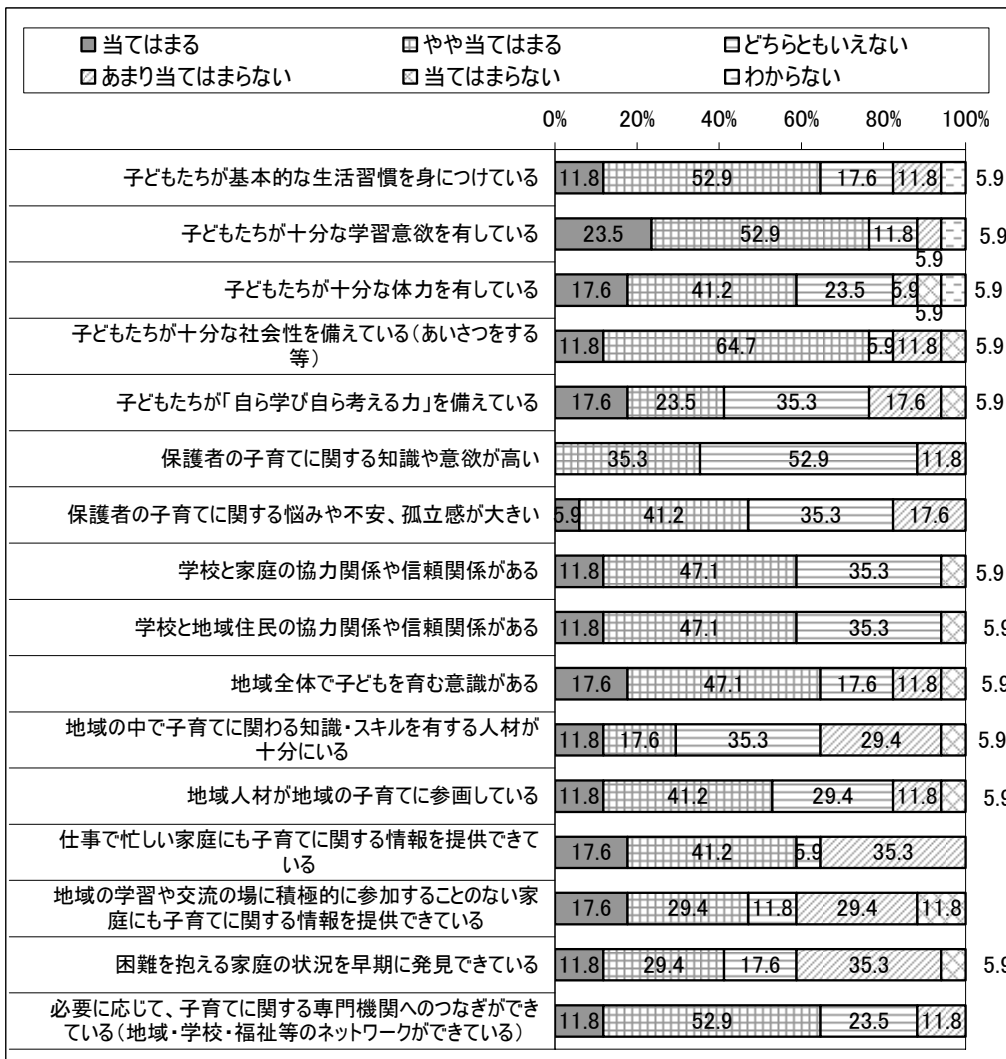 当てはまる やや当てはまる どちらともいえない
あまり当てはまらない 当てはまらない わからない
0% 20% 40% 60% 80% 100%
子どもたちが基本的な生活習慣を身につけている 11.8 52.9 17.6 11.8 5.9
子どもたちが十分な学習意欲を有している 23.5 52.9 11.8 5.9 5.9
子どもたちが十分な体力を有している 17.6 41.2 23.5 5.9 5.9 5.9
子どもたちが十分な社会性を備えている(あいさつをする
等) 11.8 64.7 5.9 11.8 5.9
子どもたちが「自ら学び自ら考える力」を備えている 17.6 23.5 35.3 17.6 5.9
保護者の子育てに関する知識や意欲が高い 35.3 52.9 11.8
保護者の子育てに関する悩みや不安、孤立感が大きい 5.9 41.2 35.3 17.6
学校と家庭の協力関係や信頼関係がある 11.8 47.1 35.3 5.9
学校と地域住民の協力関係や信頼関係がある 11.8 47.1 35.3 5.9
地域全体で子どもを育む意識がある 17.6 47.1 17.6 11.8 5.9
地域の中で子育てに関わる知識・スキルを有する人材が
十分にいる 11.8 17.6 35.3 29.4 5.9
地域人材が地域の子育てに参画している 11.8 41.2 29.4 11.8 5.9
仕事で忙しい家庭にも子育てに関する情報を提供できて
いる 17.6 41.2 5.9 35.3
地域の学習や交流の場に積極的に参加することのない家
庭にも子育てに関する情報を提供できている 17.6 29.4 11.8 29.4 11.8
困難を抱える家庭の状況を早期に発見できている 11.8 29.4 17.6 35.3 5.9
必要に応じて、子育てに関する専門機関へのつなぎができ
ている(地域・学校・福祉等のネットワークができている) 11.8 52.9 23.5 11.8